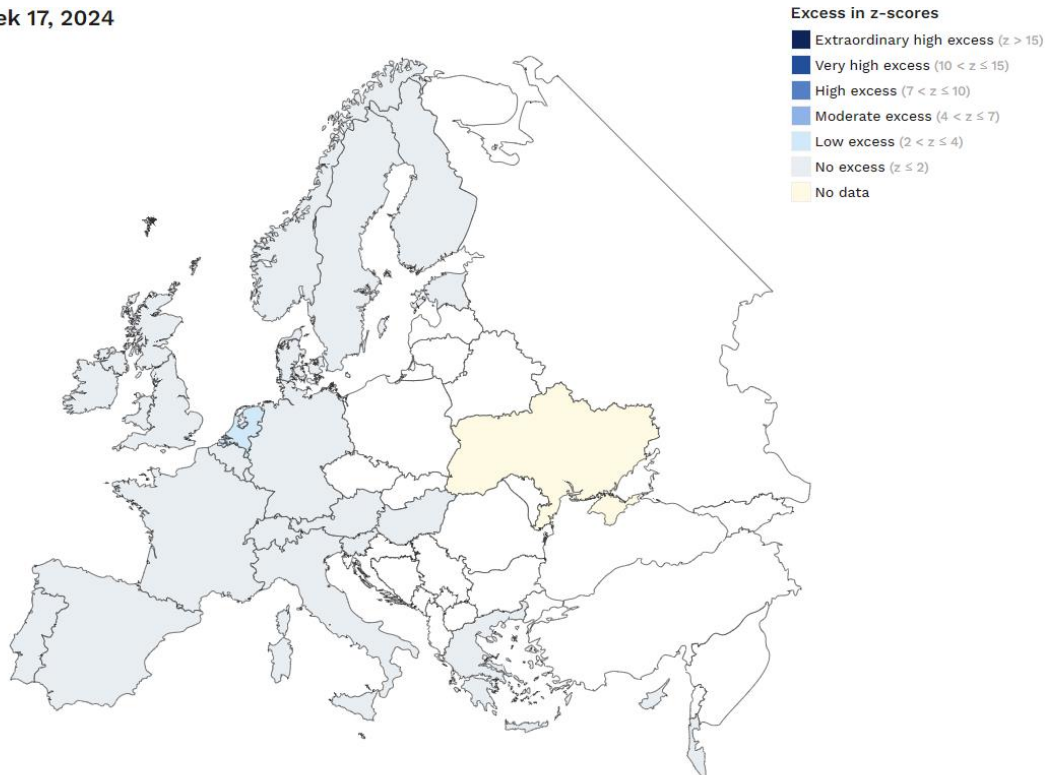 ek 17, 2024
Excess in z-scores
Extraordinary high excess (z > 15)
Very high excess (10 < z ≤ 15)
High excess (7 < z ≤ 10)
Moderate excess (4 < z ≤ 7)
Low excess (2 < z ≤ 4)
No excess (z ≤ 2)
No data